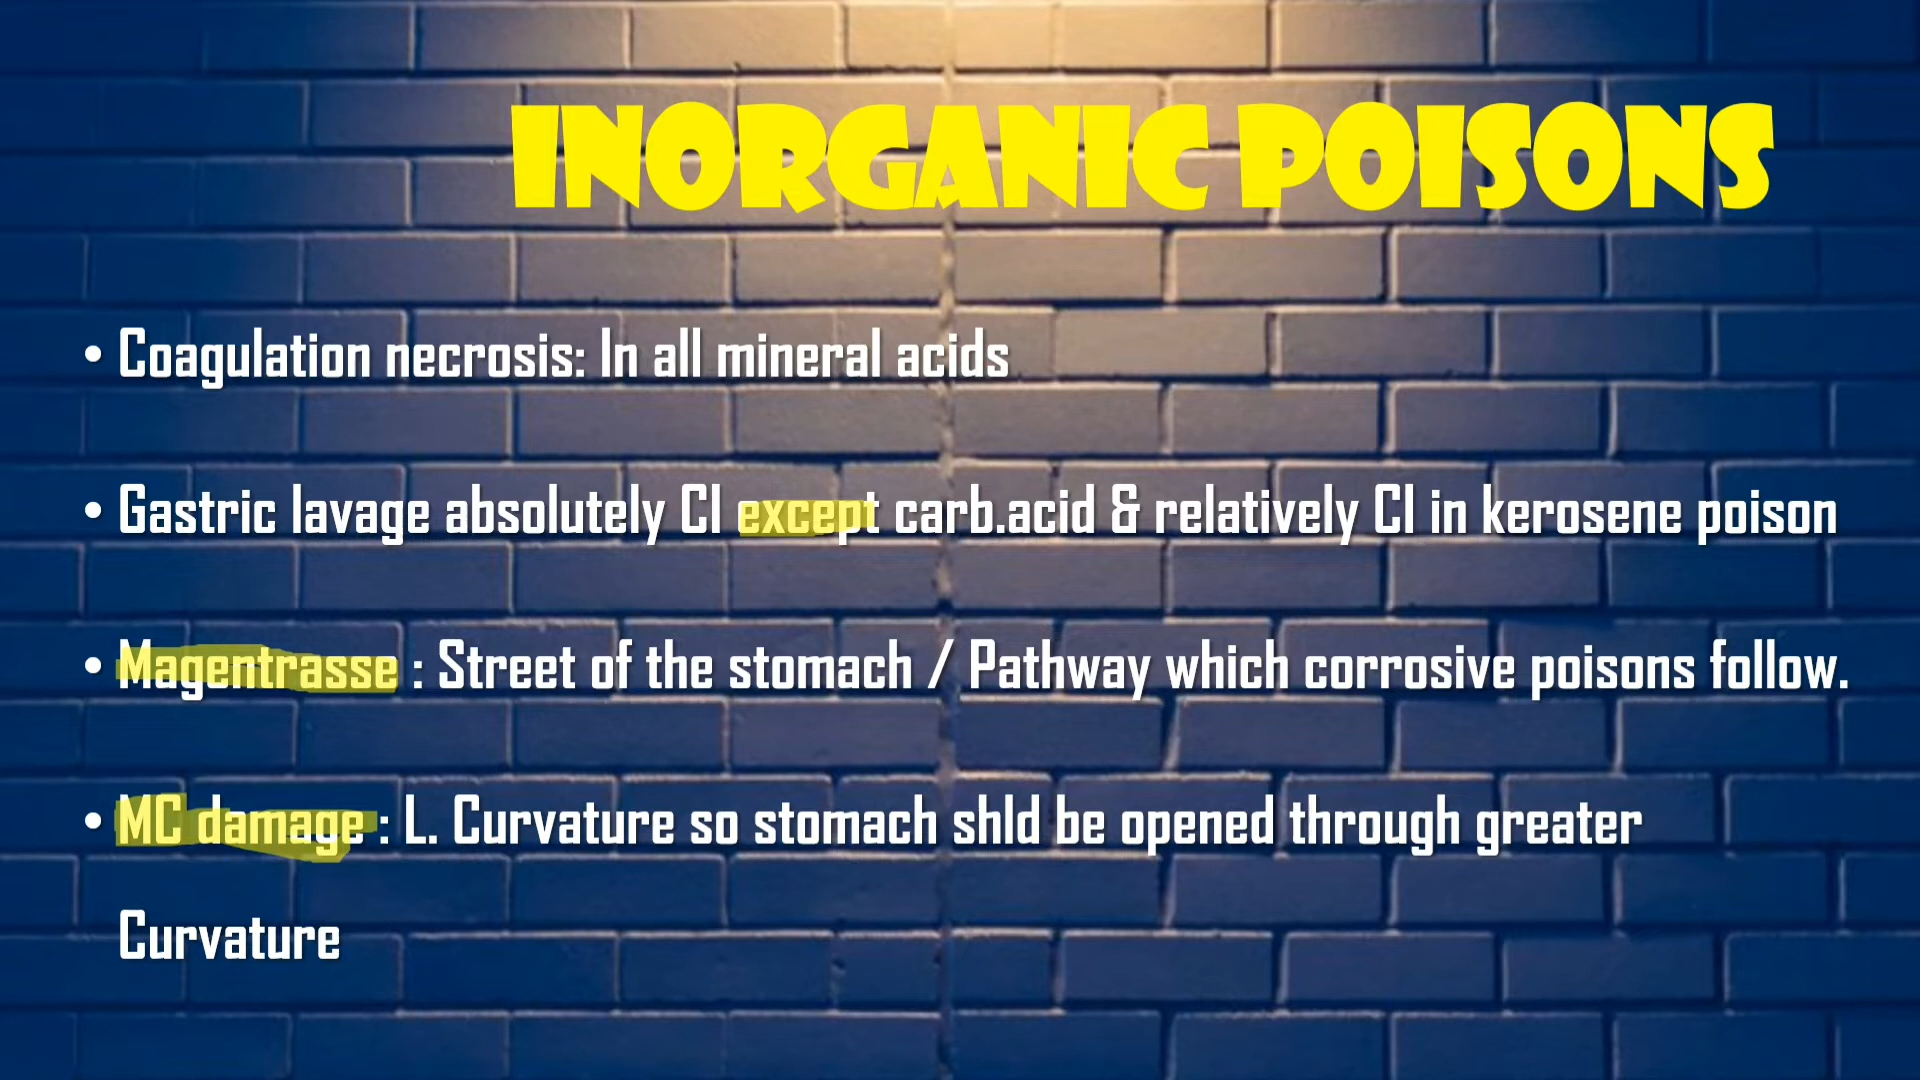 INORGANIC POISONS
• Coagulation necrosis: In all mineral acids
• Gastric lavage absolutely CI except carb.acid & relatively CI in kerosene poison
• Magentrasse : Street of the stomach / Pathway which corrosive poisons follow.
• MC damage : L. Curvature so stomach shld be opened through greater
Curvature